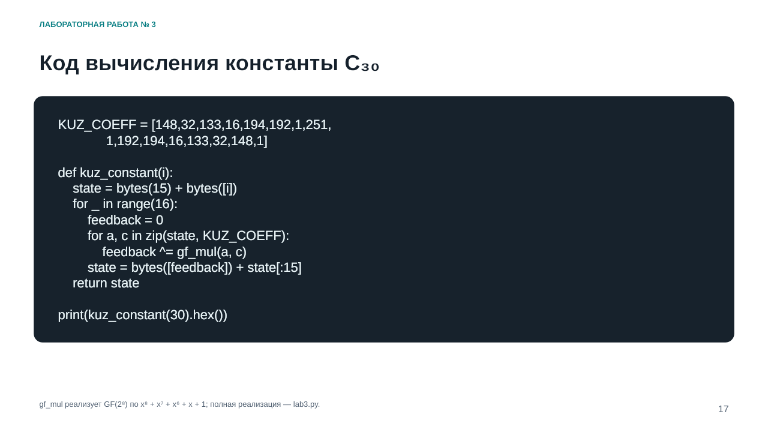 ЛАБОРАТОРНАЯ РАБОТА № 3
Код вычисления константы C₃₀
KUZ_COEFF = [148,32,133,16,194,192,1,251,
1,192,194,16,133,32,148,1]
def kuz_constant(i):
state = bytes(15) + bytes([i])
for _ in range(16):
feedback = 0
for a, c in zip(state, KUZ_COEFF):
feedback ^= gf_mul(a, c)
state = bytes([feedback]) + state[:15]
return state
print(kuz_constant(30).hex())
gf_mul реализует GF(2⁸) по x⁸ + x⁷ + x⁶ + x + 1; полная реализация — lab3.py.
17